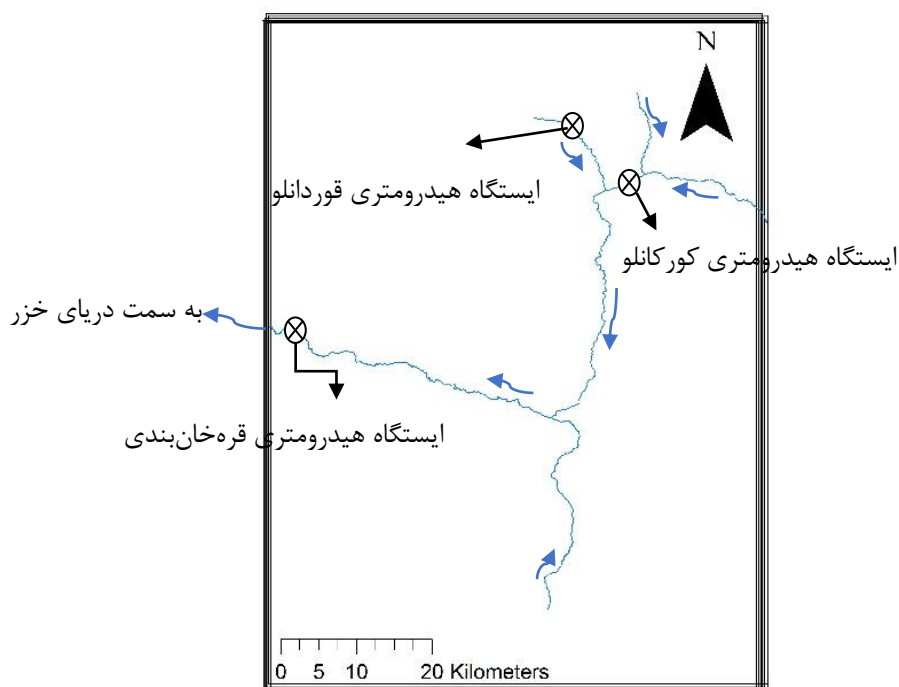 N
ایستگاه هیدرومتری قوردانلو
ایستگاه هیدرومتری کورکانلو
به سمت دریای خزر
ایستگاه هیدرومتری قره‌خان‌بندی
0 5 10 20 Kilometers